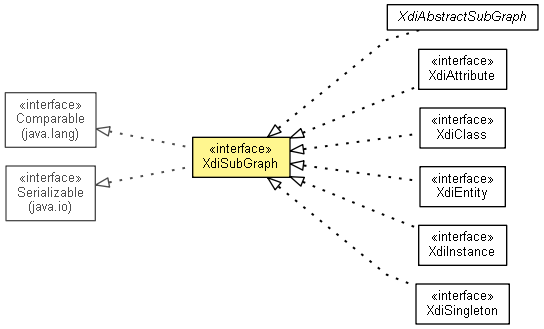 XdiAbstractSubGraph
«interface»
XdiAttribute
«interface»
Comparable
(java.lang)
«interface»
XdiClass
«interface»
XdiSubGraph
«interface»
Serializable
(java.io)
«interface»
XdiEntity
«interface»
XdiInstance
«interface»
XdiSingleton